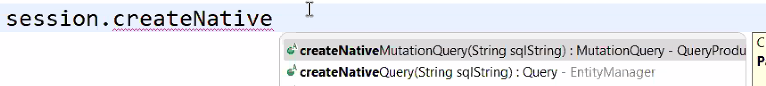 session.createNative
createNativeMutationQuery(String sqlString) : MutationQuery - QueryProdu
C
createNativeQuery(String sqlString) : Query - EntityManager
P